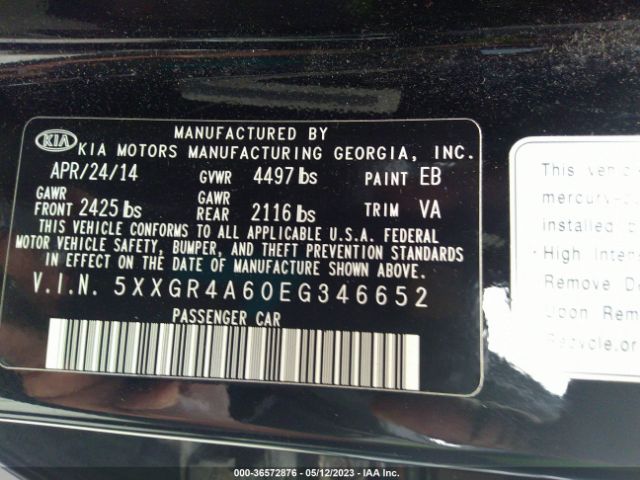 KIA
MANUFACTURED BY
KIA MOTORS MANUFACTURING GEORGIA, INC.
APR/24/14 GVWR 4497 lbs PAINT EB
GAWR FRONT 2425 lbs GAWR REAR 2116 lbs TRIM VA
THIS VEHICLE CONFORMS TO ALL APPLICABLE U.S.A. FEDERAL
MOTOR VEHICLE SAFETY, BUMPER, AND THEFT PREVENTION STANDARDS
IN EFFECT ON THE DATE OF MANUFACTURE SHOWN ABOVE.
V.I.N. 5XXGR4A60EG346652
PASSENGER CAR
This
installed
· High
Remove
Upon Rem
Recycle,or
000-36572876 - 05/12/2023 - IAA Inc.